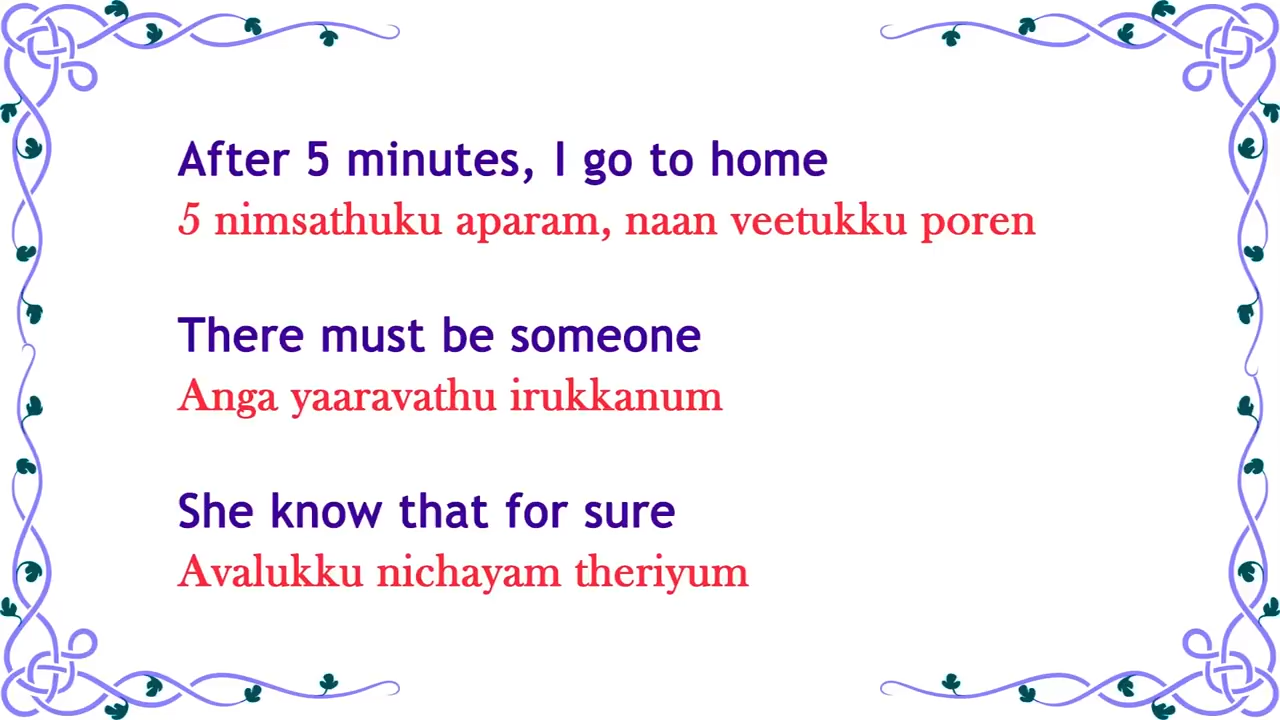 After 5 minutes, I go to home
5 nimsathuku aparam, naan veetukku poren
There must be someone
Anga yaaravathu irukkanum
She know that for sure
Avalukku nichayam theriyum